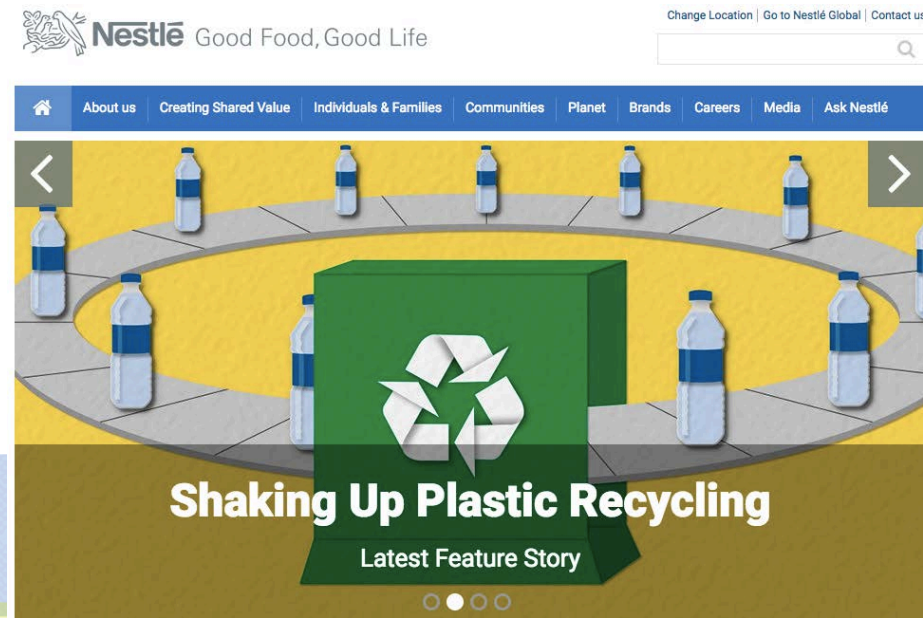 Change Location | Go to Nestlé Global | Contact us
Nestlé Good Food, Good Life
About us | Creating Shared Value | Individuals & Families | Communities | Planet | Brands | Careers | Media | Ask Nestlé
Shaking Up Plastic Recycling
Latest Feature Story